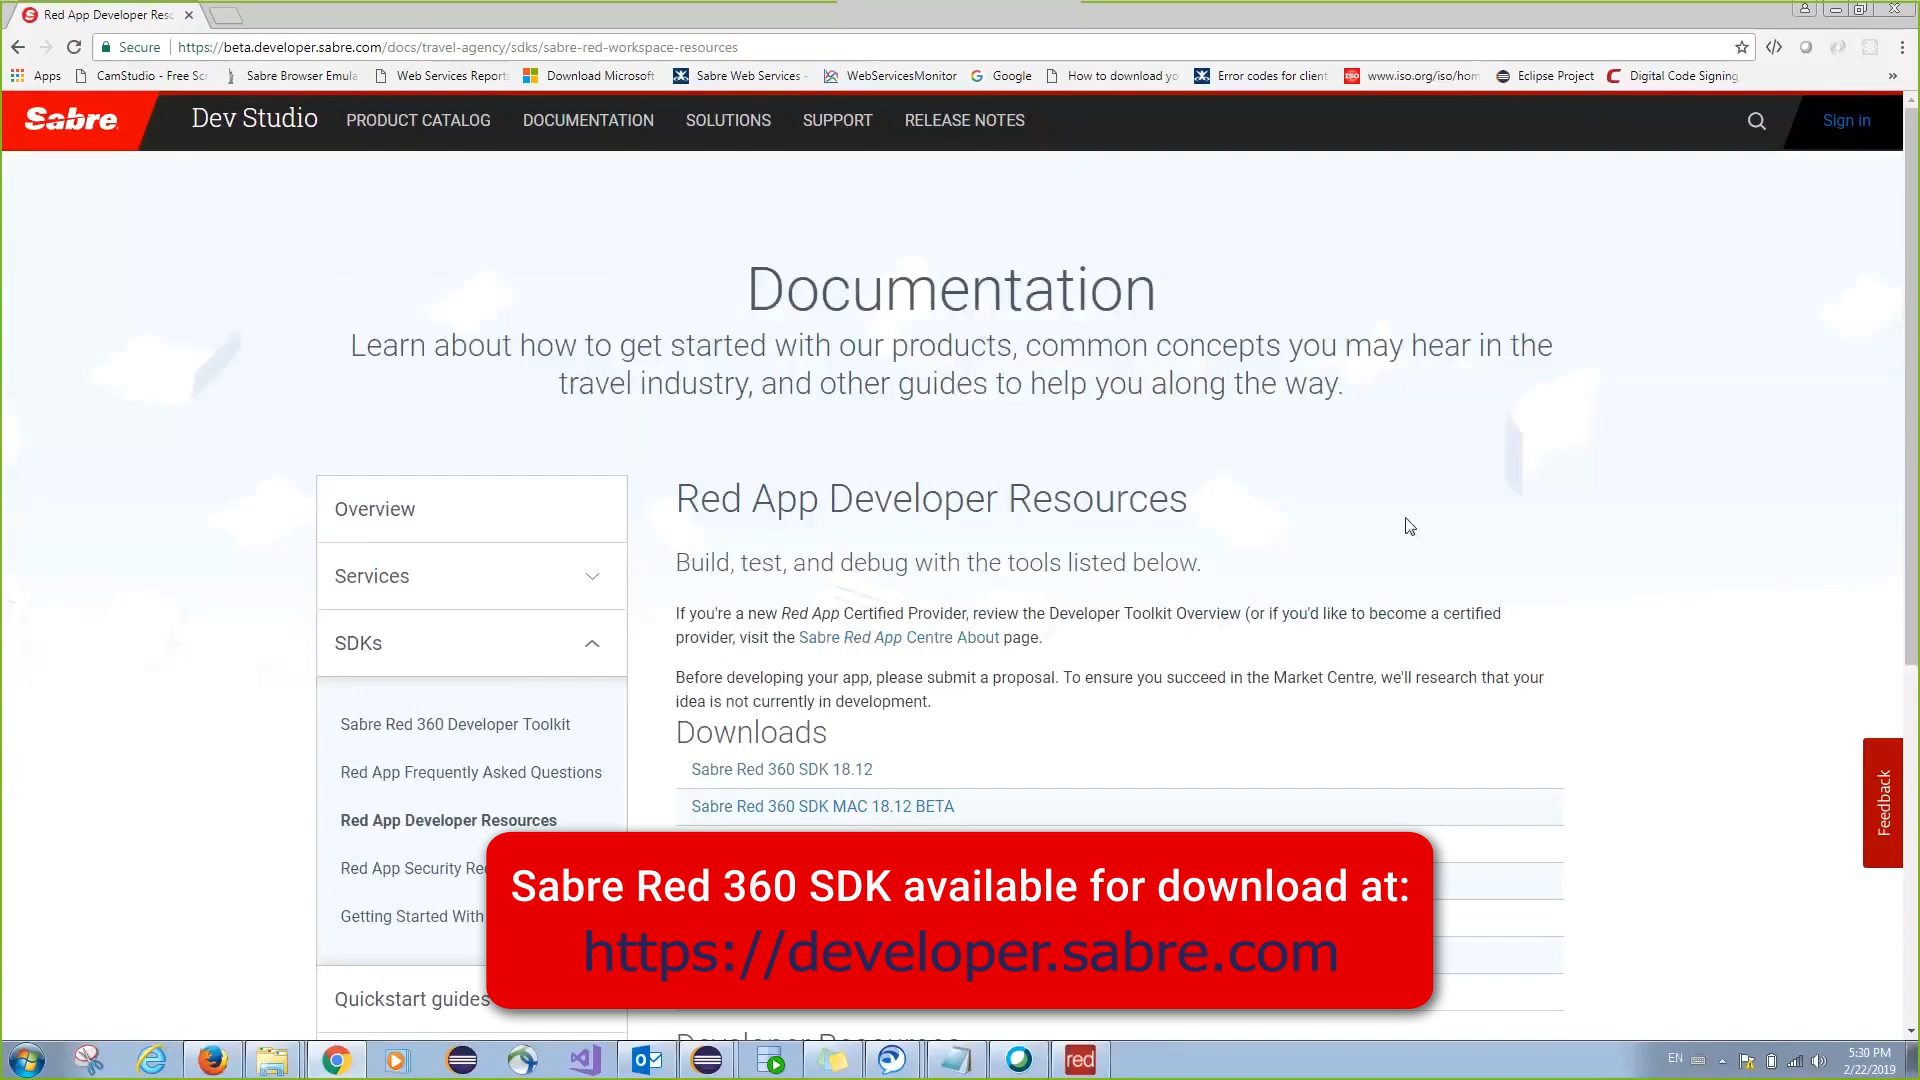 Red App Developer Resc
Secure
https://beta.developer.sabre.com/docs/travel-agency/sdks/sabre-red-workspace-resources
Apps
CamStudio - Free Sc
Sabre Browser Emula
Web Services Report
Download Microsoft
Sabre Web Services -
WebServicesMonitor
Google
How to download yo
Error codes for client
www.iso.org/iso/hom
Eclipse Project
Digital Code Signing
»
Sabre
Dev Studio
PRODUCT CATALOG
DOCUMENTATION
SOLUTIONS
SUPPORT
RELEASE NOTES
Sign in
Documentation
Learn about how to get started with our products, common concepts you may hear in the
travel industry, and other guides to help you along the way.
Overview
Services
SDKs
Sabre Red 360 Developer Toolkit
Red App Frequently Asked Questions
Red App Developer Resources
Red App Security Re
Getting Started With
Quickstart guides
Red App Developer Resources
Build, test, and debug with the tools listed below.
If you're a new Red App Certified Provider, review the Developer Toolkit Overview (or if you'd like to become a certified
provider, visit the Sabre Red App Centre About page.
Before developing your app, please submit a proposal. To ensure you succeed in the Market Centre, we'll research that your
idea is not currently in development.
Downloads
Sabre Red 360 SDK 18.12
Sabre Red 360 SDK MAC 18.12 BETA
Sabre Red 360 SDK available for download at:
https://developer.sabre.com
Developer Resources
Feedback
red
EN
5:30 PM
2/22/2019